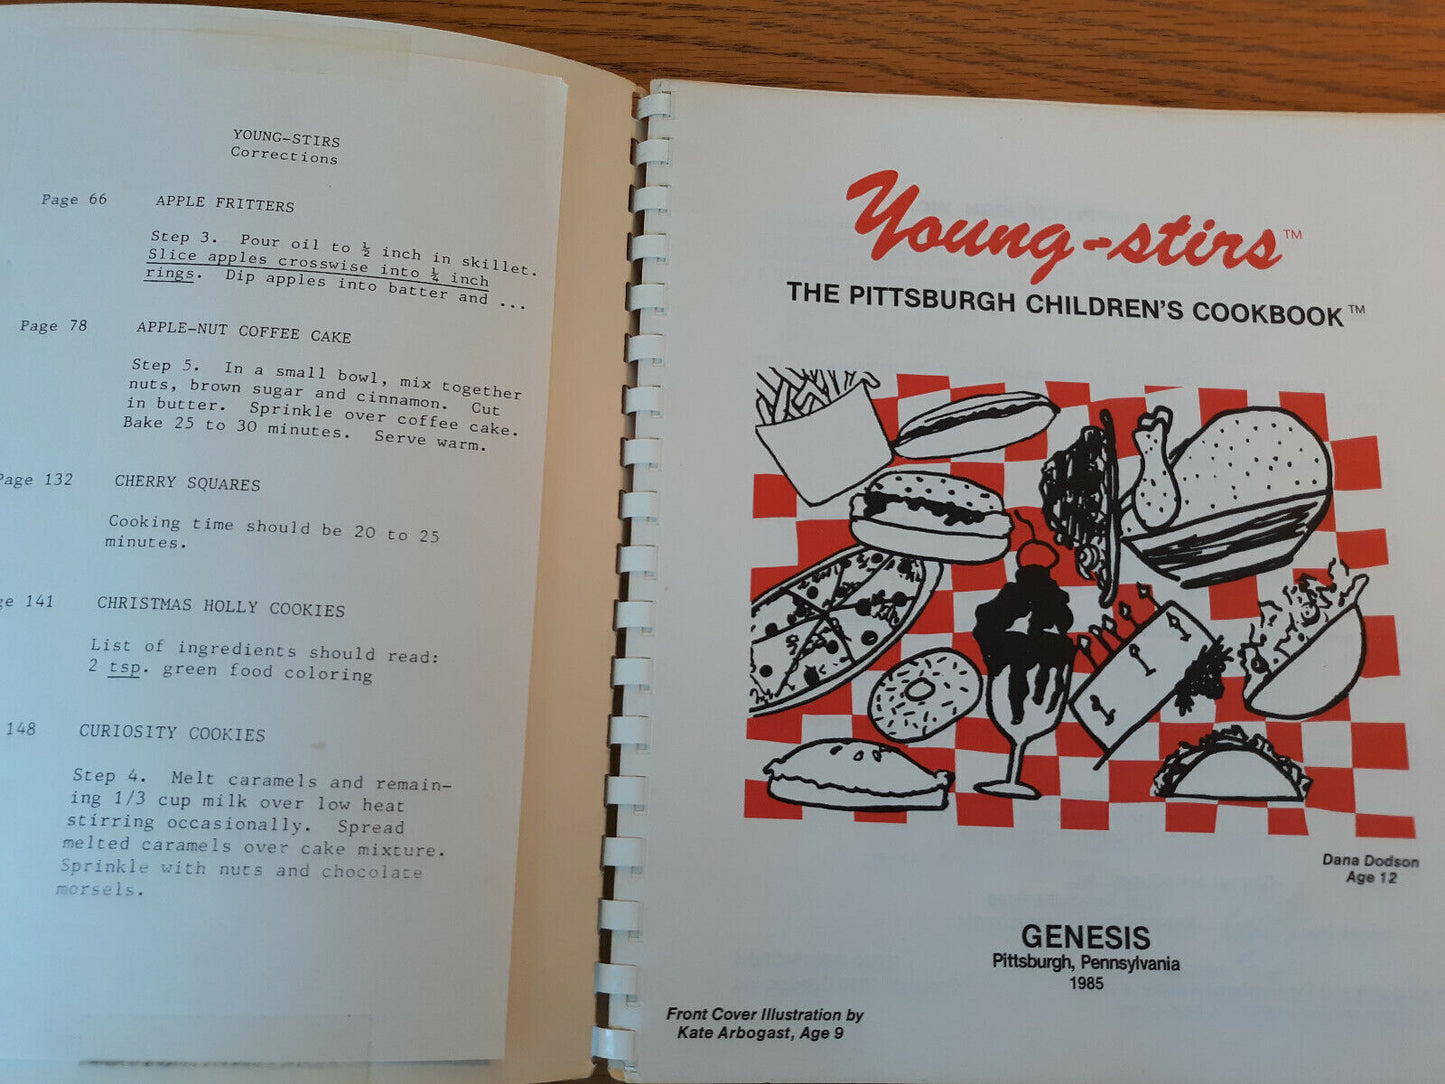 YOUNG-STIRS
Corrections
Page 66 APPLE FRITTERS
Step 3. Pour oil to ½ inch in skillet.
Slice apples crosswise into ¼ inch
rings. Dip apples into batter and ...
Page 78 APPLE-NUT COFFEE CAKE
Step 5. In a small bowl, mix together
nuts, brown sugar and cinnamon. Cut
in butter. Sprinkle over coffee cake.
Bake 25 to 30 minutes. Serve warm.
Page 132 CHERRY SQUARES
Cooking time should be 20 to 25
minutes.
ge 141 CHRISTMAS HOLLY COOKIES
List of ingredients should read:
2 tsp. green food coloring
148 CURIOSITY COOKIES
Step 4. Melt caramels and remain-
ing 1/3 cup milk over low heat
stirring occasionally. Spread
melted caramels over cake mixture.
Sprinkle with nuts and chocolate
morsels.
Young-stirs™
THE PITTSBURGH CHILDREN'S COOKBOOK™
Dana Dodson
Age 12
GENESIS
Pittsburgh, Pennsylvania
1985
Front Cover Illustration by
Kate Arbogast, Age 9